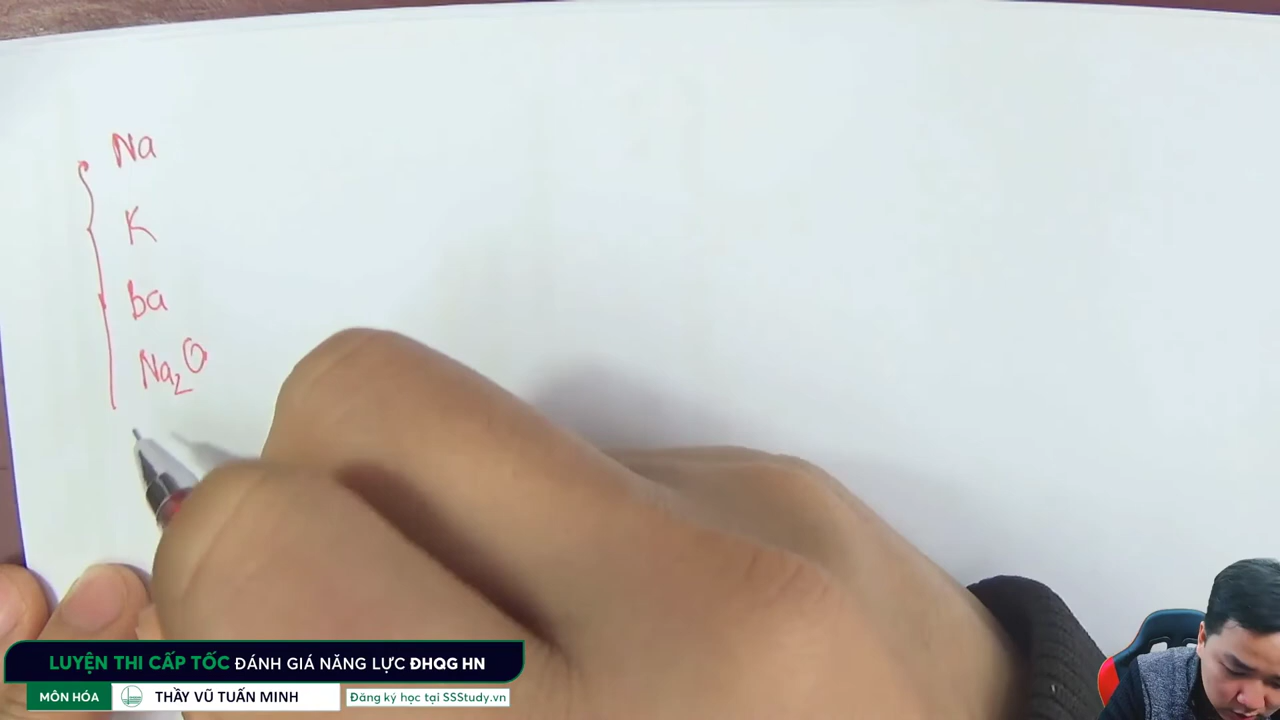 Na
K
Ba
Na₂O
LUYỆN THI CẤP TỐC ĐÁNH GIÁ NĂNG LỰC ĐHQG HN
MÔN HÓA THẦY VŨ TUẤN MINH Đăng ký học tại SSStudy.vn